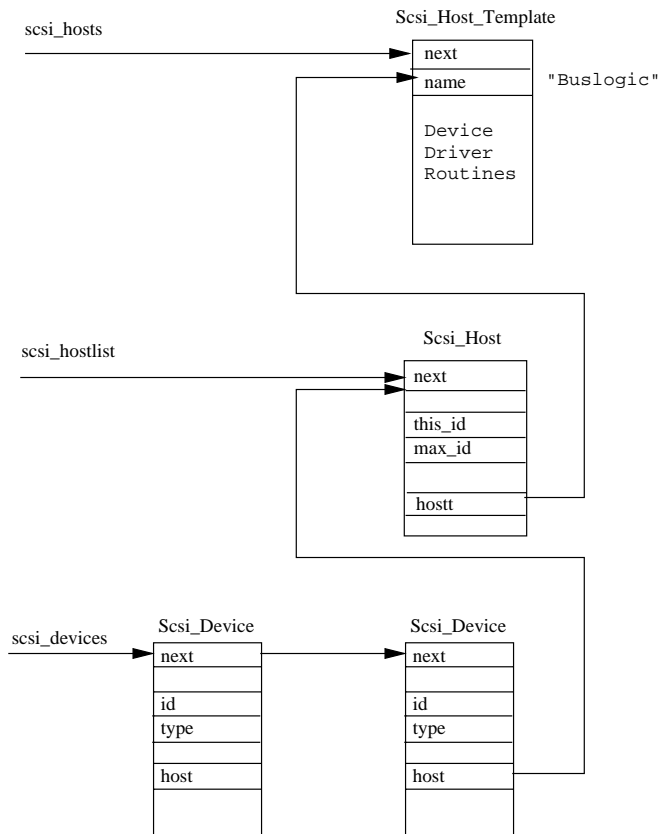 Scsi_Host_Template
scsi_hosts
next
name
"Buslogic"
Device
Driver
Routines
Scsi_Host
scsi_hostlist
next
this_id
max_id
hostt
Scsi_Device
Scsi_Device
scsi_devices
next
next
id
id
type
type
host
host